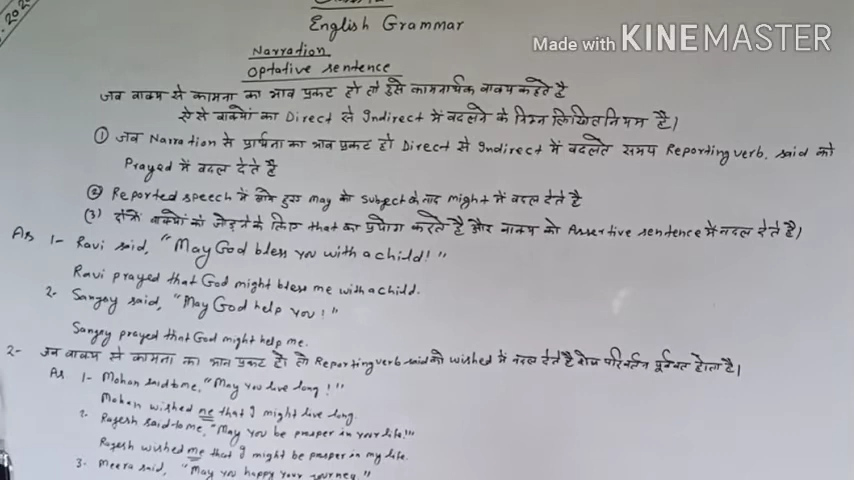 English Grammar
Made with KINEMASTER
Narration
Optative sentence
जब वाक्य से कामना का भाव प्रकट हो तो उसे कामनार्थक वाक्य कहते है
ऐसे वाक्यों का Direct से Indirect में बदलने के निम्न लिखित नियम है।
① जब Narration से प्रार्थना का भाव प्रकट हो Direct से Indirect में बदलते समय Reporting verb. said को
Prayed में बदल देते है
② Reported speech में आये हुए may को subject के बाद might में बदल देते है
(3) दोनो वाक्यों को जोड़ने के लिए that का प्रयोग करते है और वाक्य को Assertive sentence में बदल देते है।
As 1- Ravi said, "May God bless you with a child!"
Ravi prayed that God might bless me with a child.
2. Sanjay said, "May God help you!"
Sanjay prayed that God might help me.
2- जब वाक्य से कामना का भाव प्रकट हो तो Reporting verb said को wished में बदल देते है शेष परिवर्तन पूर्ववत होता है।
As 1- Mohan said to me, "May you live long!"
Mohan wished me that I might live long.
2. Rajesh said to me, "May you be prosper in your life!"
Rajesh wished me that I might be prosper in my life.
3. Meera said, "May you happy your journey"